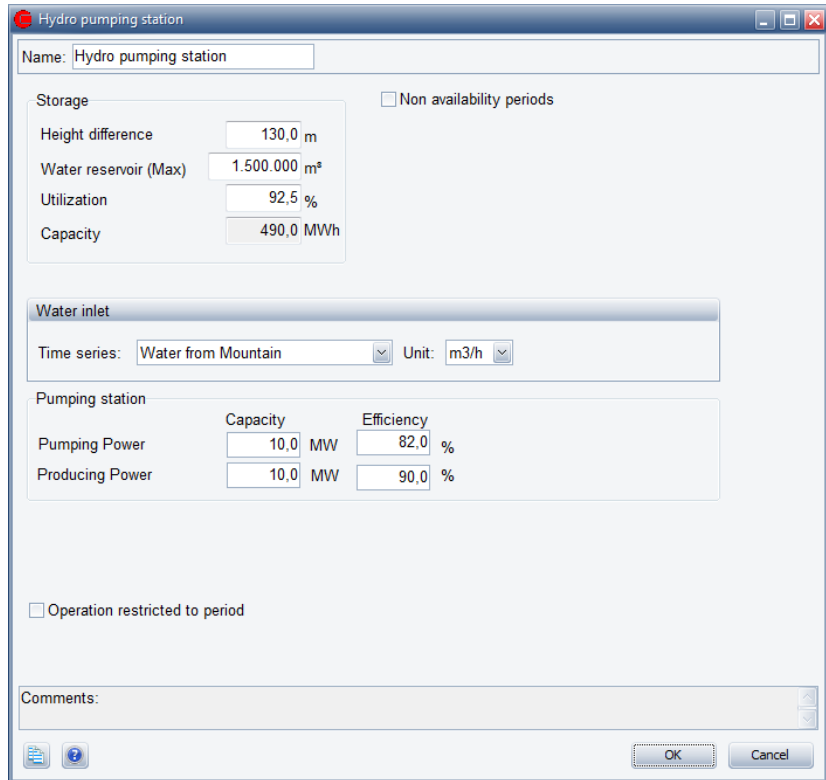 Hydro pumping station
Name: Hydro pumping station
Storage
Non availability periods
Height difference 130,0 m
Water reservoir (Max) 1.500.000 m³
Utilization 92,5 %
Capacity 490,0 MWh
Water inlet
Time series: Water from Mountain Unit: m3/h
Pumping station
Capacity Efficiency
Pumping Power 10,0 MW 82,0 %
Producing Power 10,0 MW 90,0 %
Operation restricted to period
Comments:
OK Cancel